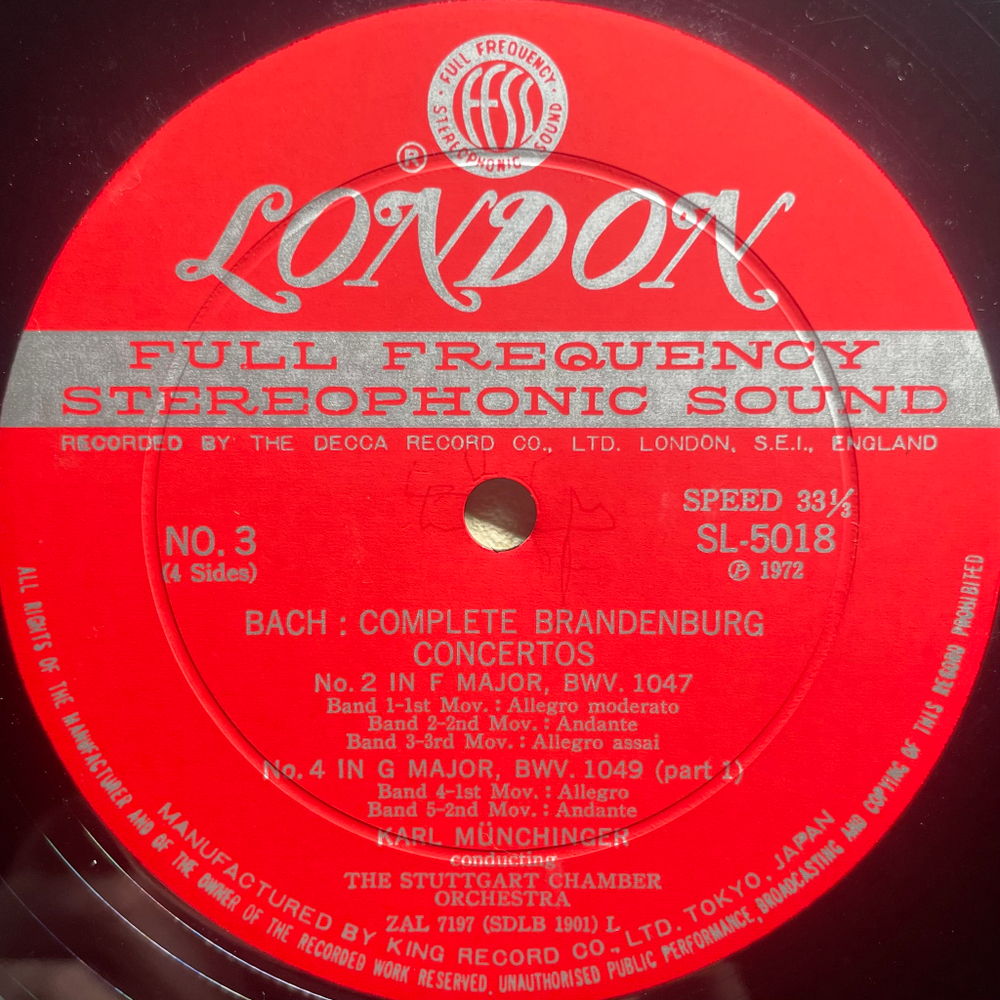 FULL FREQUENCY
STEREOPHONIC SOUND
FFSS
®
LONDON
FULL FREQUENCY
STEREOPHONIC SOUND
RECORDED BY THE DECCA RECORD CO., LTD. LONDON, S.E.I., ENGLAND
NO. 3
(4 Sides)
SPEED 33⅓
SL-5018
℗ 1972
BACH : COMPLETE BRANDENBURG
CONCERTOS
No. 2 IN F MAJOR, BWV. 1047
Band 1-1st Mov. : Allegro moderato
Band 2-2nd Mov. : Andante
Band 3-3rd Mov. : Allegro assai
No. 4 IN G MAJOR, BWV. 1049 (part 1)
Band 4-1st Mov. : Allegro
Band 5-2nd Mov. : Andante
KARL MÜNCHINGER
conducting
THE STUTTGART CHAMBER
ORCHESTRA
ZAL 7197 (SDLB 1901) L
MANUFACTURED BY KING RECORD CO., LTD. TOKYO, JAPAN
ALL RIGHTS OF THE MANUFACTURER AND OF THE OWNER OF THE RECORDED WORK RESERVED, UNAUTHORISED PUBLIC PERFORMANCE, BROADCASTING AND COPYING OF THIS RECORD PROHIBITED